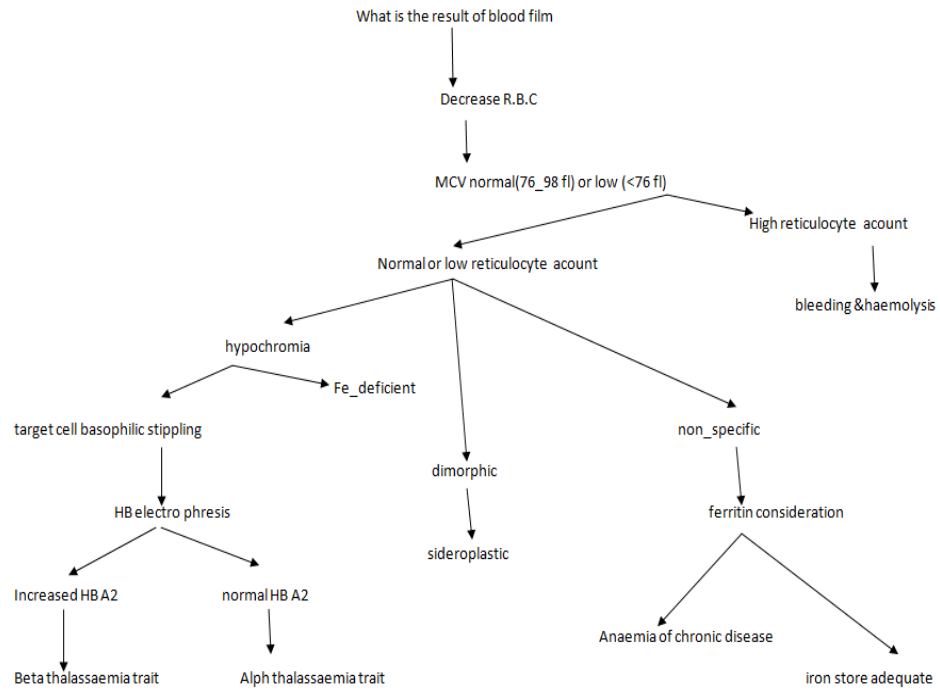 What is the result of blood film
Decrease R.B.C
MCV normal(76_98 fl) or low (<76 fl)
High reticulocyte acount
Normal or low reticulocyte acount
bleeding &haemolysis
hypochromia
Fe_deficient
target cell basophilic stippling
non_specific
dimorphic
HB electro phresis
ferritin consideration
sideroplastic
Increased HB A2
normal HB A2
Anaemia of chronic disease
Beta thalassaemia trait
Alph thalassaemia trait
iron store adequate